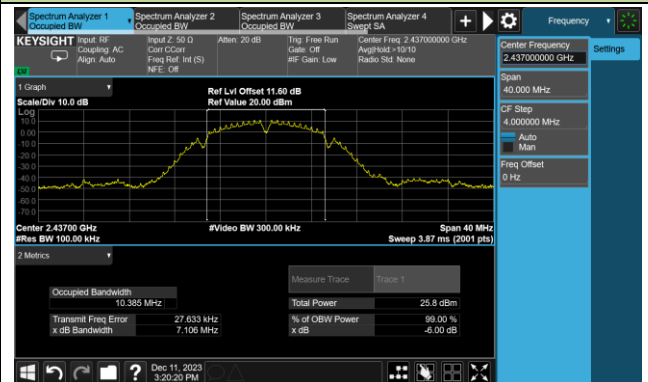 Spectrum Analyzer 1
Occupied BW
Spectrum Analyzer 2
Occupied BW
Spectrum Analyzer 3
Occupied BW
Spectrum Analyzer 4
Swept SA
Frequency
KEYSIGHT
Input: RF
Coupling: AC
Align: Auto
Input Z: 50 Ω
Corr CCorr
Freq Ref: Int (S)
NFE: Off
Atten: 20 dB
Trig: Free Run
Gate: Off
#IF Gain: Low
Center Freq: 2.437000000 GHz
Avg|Hold:>10/10
Radio Std: None
Center Frequency
2.437000000 GHz
Settings
Span
40.000 MHz
CF Step
4.000000 MHz
Auto
Man
Freq Offset
0 Hz
1 Graph
Scale/Div 10.0 dB
Ref Lvl Offset 11.60 dB
Ref Value 20.00 dBm
Log
10.0
0.00
-10.0
-20.0
-30.0
-40.0
-50.0
-60.0
-70.0
Center 2.43700 GHz
#Video BW 300.00 kHz
Span 40 MHz
#Res BW 100.00 kHz
Sweep 3.87 ms (2001 pts)
2 Metrics
Measure Trace
Trace 1
Occupied Bandwidth
10.385 MHz
Total Power
25.8 dBm
Transmit Freq Error
27.633 kHz
% of OBW Power
99.00 %
x dB Bandwidth
7.106 MHz
x dB
-6.00 dB
?
Dec 11, 2023
3:20:20 PM